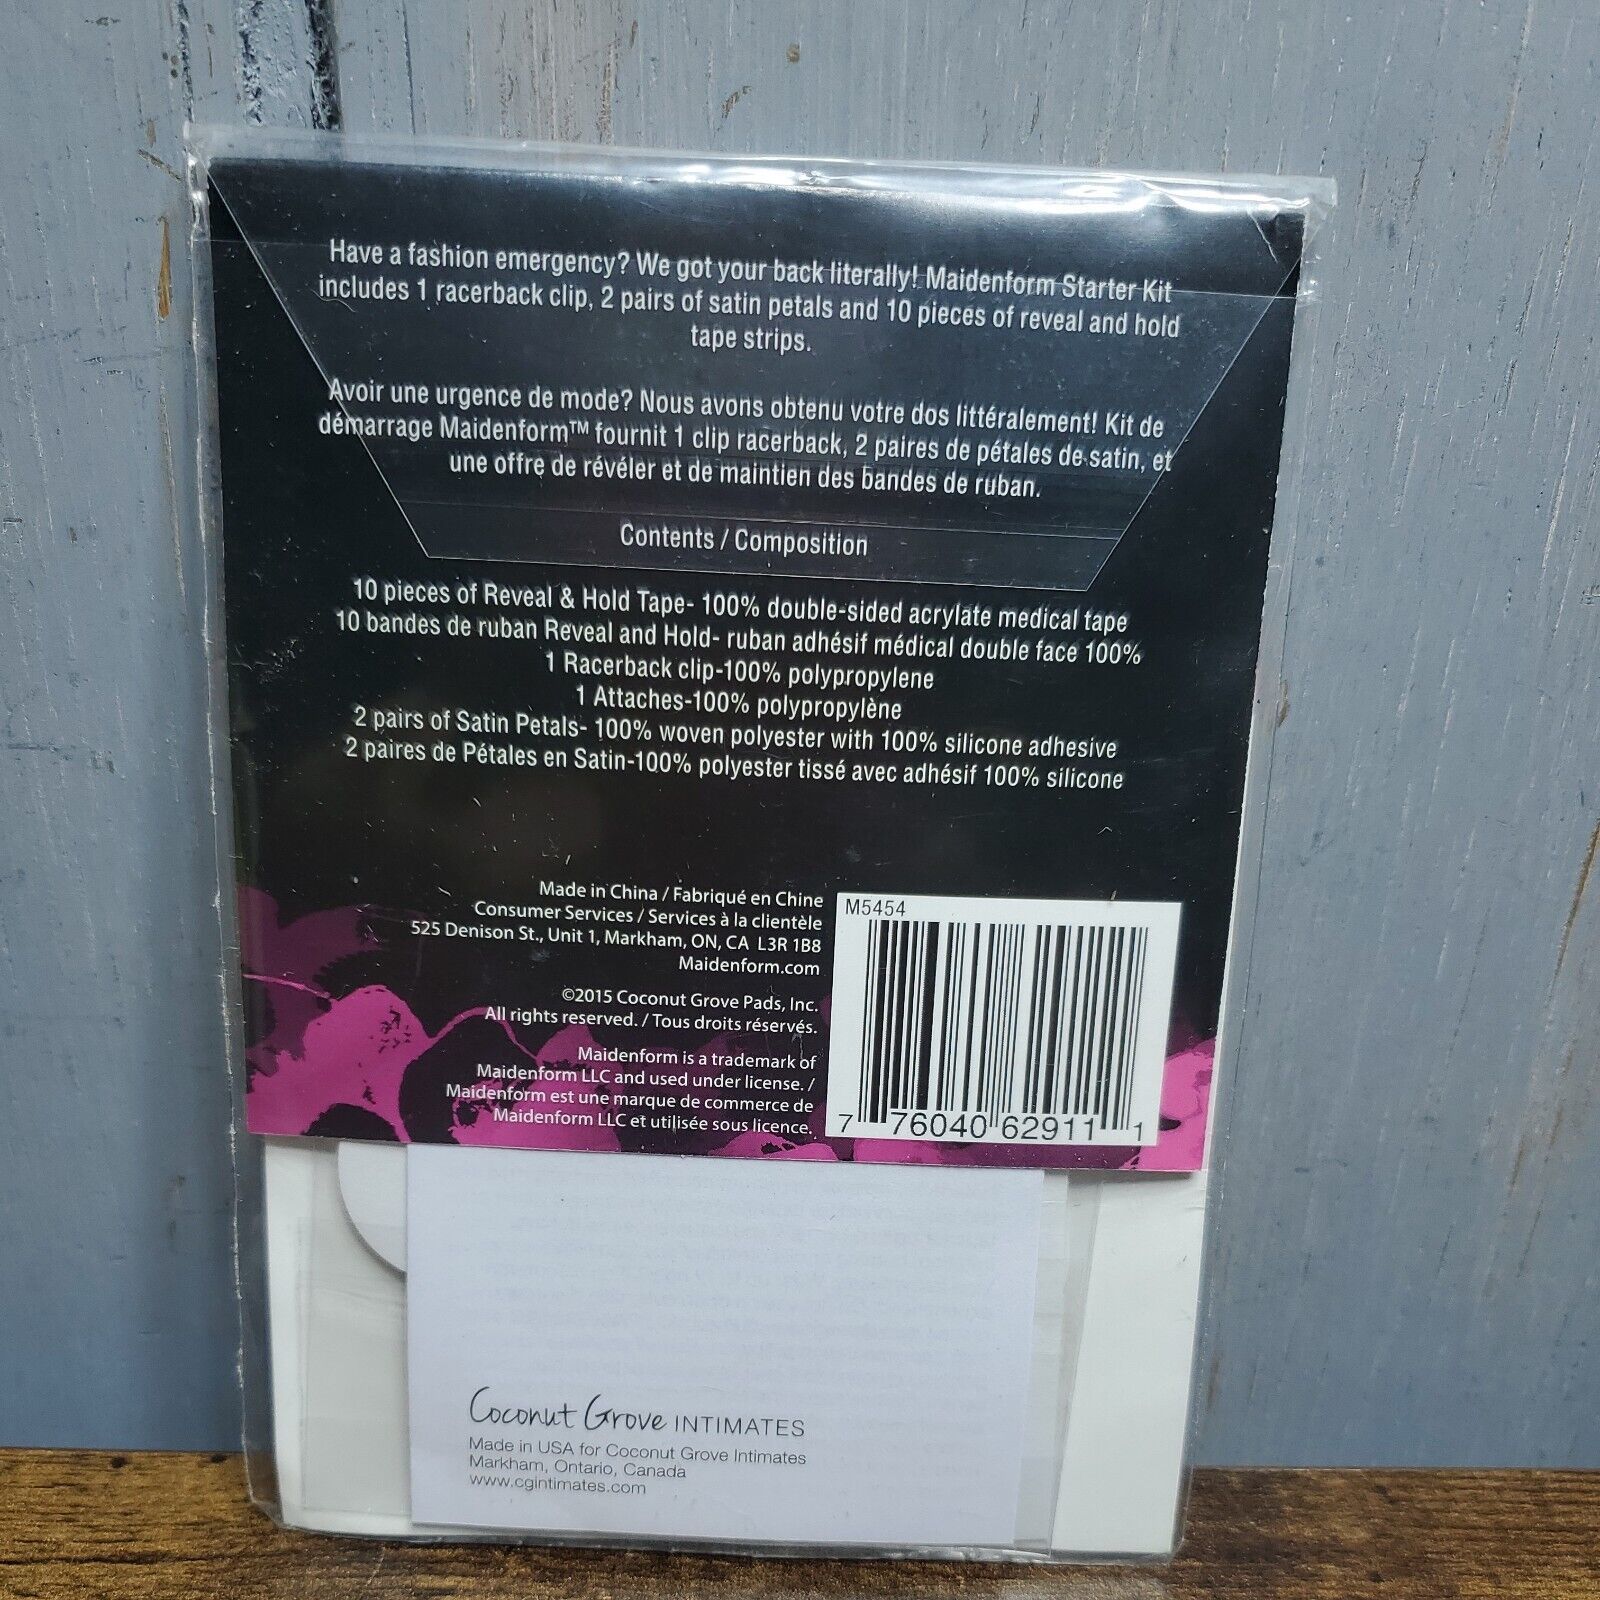 Have a fashion emergency? We got your back literally! Maidenform Starter Kit
includes 1 racerback clip, 2 pairs of satin petals and 10 pieces of reveal and hold
tape strips.
Avoir une urgence de mode? Nous avons obtenu votre dos littéralement! Kit de
démarrage Maidenform™ fournit 1 clip racerback, 2 paires de pétales de satin, et
une offre de révéler et de maintien des bandes de ruban.
Contents / Composition
10 pieces of Reveal & Hold Tape- 100% double-sided acrylate medical tape
10 bandes de ruban Reveal and Hold- ruban adhésif médical double face 100%
1 Racerback clip-100% polypropylene
1 Attaches-100% polypropylène
2 pairs of Satin Petals- 100% woven polyester with 100% silicone adhesive
2 paires de Pétales en Satin-100% polyester tissé avec adhésif 100% silicone
Made in China / Fabriqué en Chine
Consumer Services / Services à la clientèle
525 Denison St., Unit 1, Markham, ON, CA L3R 1B8
Maidenform.com
©2015 Coconut Grove Pads, Inc.
All rights reserved. / Tous droits réservés.
Maidenform is a trademark of
Maidenform LLC and used under license. /
Maidenform est une marque de commerce de
Maidenform LLC et utilisée sous licence.
M5454
7 76040 62911 1
Coconut Grove INTIMATES
Made in USA for Coconut Grove Intimates
Markham, Ontario, Canada
www.cgintimates.com